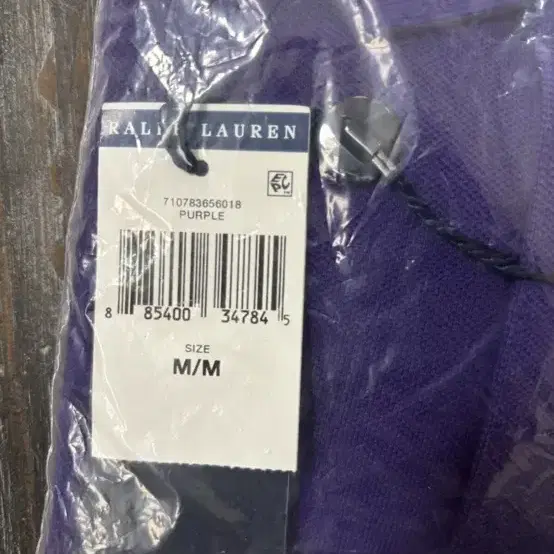 RALPH LAUREN
710783656018
PURPLE
8 85400 34784 5
SIZE
M/M